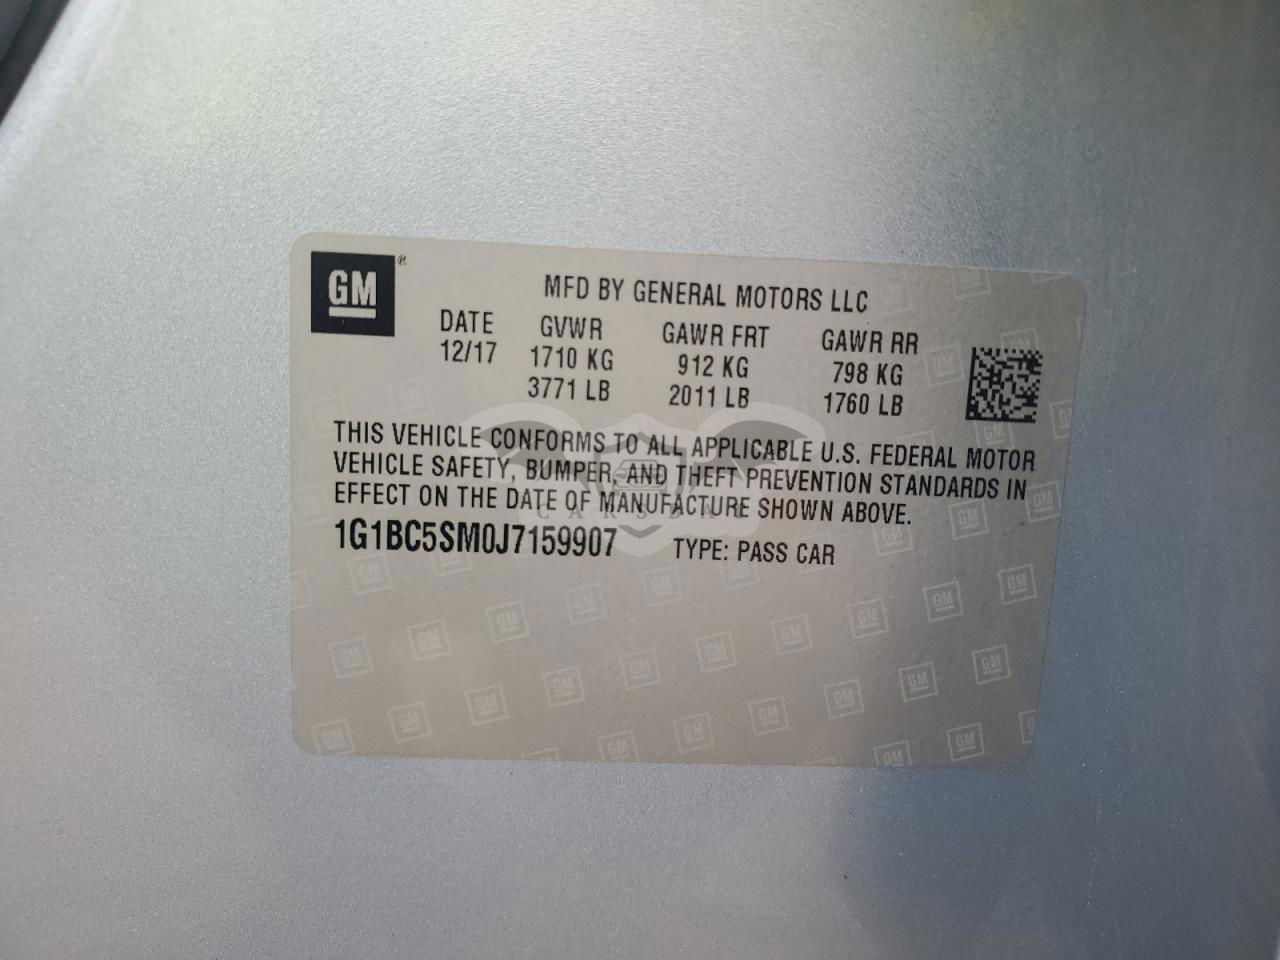 GM ®
MFD BY GENERAL MOTORS LLC
DATE GVWR GAWR FRT GAWR RR
12/17 1710 KG 912 KG 798 KG
3771 LB 2011 LB 1760 LB
THIS VEHICLE CONFORMS TO ALL APPLICABLE U.S. FEDERAL MOTOR
VEHICLE SAFETY, BUMPER, AND THEFT PREVENTION STANDARDS IN
EFFECT ON THE DATE OF MANUFACTURE SHOWN ABOVE.
1G1BC5SM0J7159907 TYPE: PASS CAR